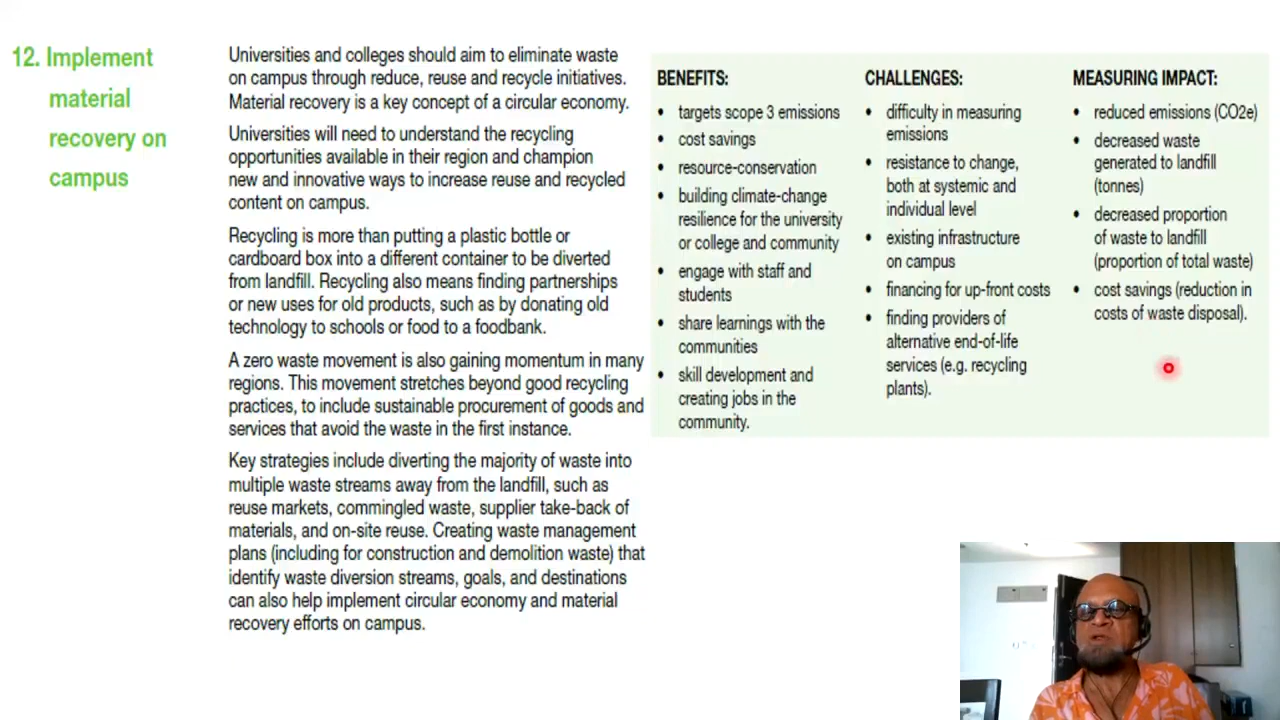 12. Implement
material
recovery on
campus
Universities and colleges should aim to eliminate waste
on campus through reduce, reuse and recycle initiatives.
Material recovery is a key concept of a circular economy.
Universities will need to understand the recycling
opportunities available in their region and champion
new and innovative ways to increase reuse and recycled
content on campus.
Recycling is more than putting a plastic bottle or
cardboard box into a different container to be diverted
from landfill. Recycling also means finding partnerships
or new uses for old products, such as by donating old
technology to schools or food to a foodbank.
A zero waste movement is also gaining momentum in many
regions. This movement stretches beyond good recycling
practices, to include sustainable procurement of goods and
services that avoid the waste in the first instance.
Key strategies include diverting the majority of waste into
multiple waste streams away from the landfill, such as
reuse markets, commingled waste, supplier take-back of
materials, and on-site reuse. Creating waste management
plans (including for construction and demolition waste) that
identify waste diversion streams, goals, and destinations
can also help implement circular economy and material
recovery efforts on campus.
BENEFITS:
• targets scope 3 emissions
• cost savings
• resource-conservation
• building climate-change
resilience for the university
or college and community
• engage with staff and
students
• share learnings with the
communities
• skill development and
creating jobs in the
community.
CHALLENGES:
• difficulty in measuring
emissions
• resistance to change,
both at systemic and
individual level
• existing infrastructure
on campus
• financing for up-front costs
• finding providers of
alternative end-of-life
services (e.g. recycling
plants).
MEASURING IMPACT:
• reduced emissions (CO2e)
• decreased waste
generated to landfill
(tonnes)
• decreased proportion
of waste to landfill
(proportion of total waste)
• cost savings (reduction in
costs of waste disposal).